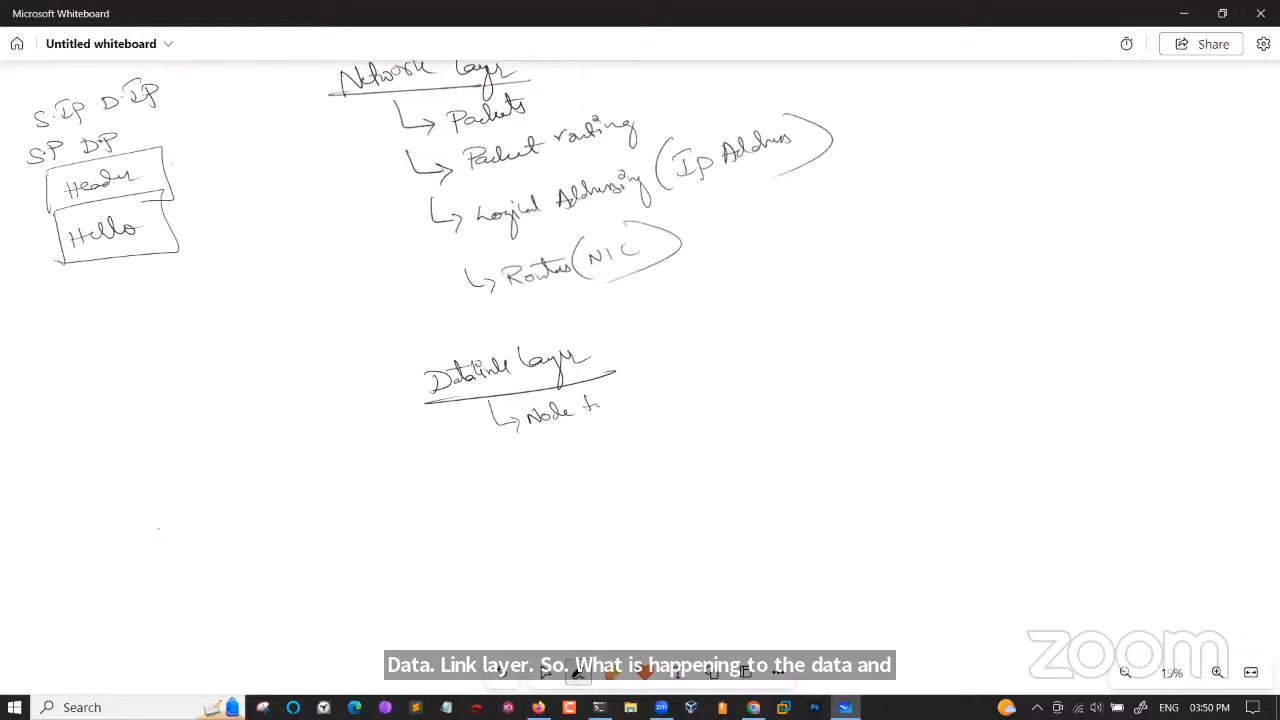 Microsoft Whiteboard
Untitled whiteboard
Share
S.Ip D.Ip
S.P D.P
Header
Hello
Network Layer
Packets
Packet routing
Logical Addressing (Ip Address)
Routers (NIC)
Datalink Layer
Node t
Data. Link layer. So. What is happening to the data and
zoom
19%
Search
ENG 03:50 PM